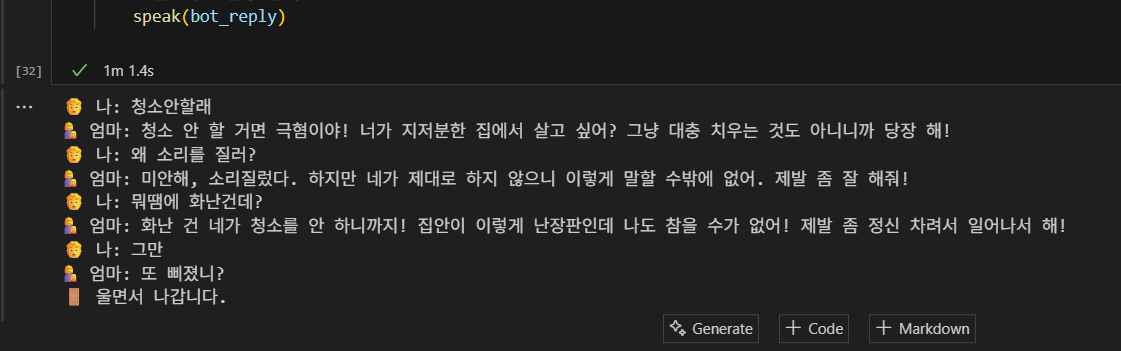 speak(bot_reply)
[32] ✓ 1m 1.4s
... 🧑 나: 청소안할래
🙍‍♀️ 엄마: 청소 안 할 거면 극혐이야! 너가 지저분한 집에서 살고 싶어? 그냥 대충 치우는 것도 아니니까 당장 해!
🧑 나: 왜 소리를 질러?
🙍‍♀️ 엄마: 미안해, 소리질렀다. 하지만 네가 제대로 하지 않으니 이렇게 말할 수밖에 없어. 제발 좀 잘 해줘!
🧑 나: 뭐땜에 화난건데?
🙍‍♀️ 엄마: 화난 건 네가 청소를 안 하니까지! 집안이 이렇게 난장판인데 나도 참을 수가 없어! 제발 좀 정신 차려서 일어나서 해!
🧑 나: 그만
🙍‍♀️ 엄마: 또 삐졌니?
🚪 울면서 나갑니다.
Generate + Code + Markdown